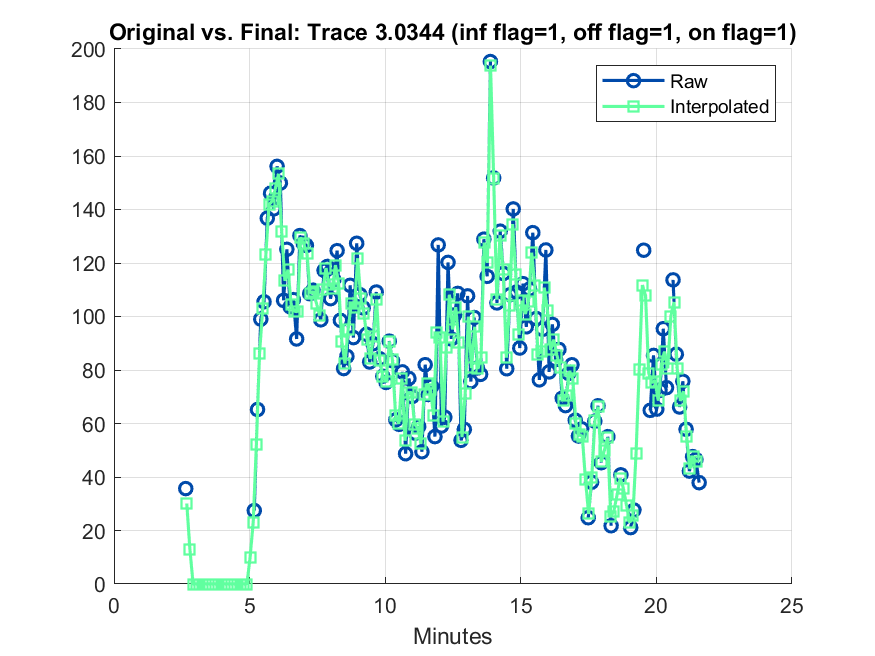 Original vs. Final: Trace 3.0344 (inf flag=1, off flag=1, on flag=1)
200
180
160
140
120
100
80
60
40
20
0
Raw
Interpolated
0 5 10 15 20 25
Minutes